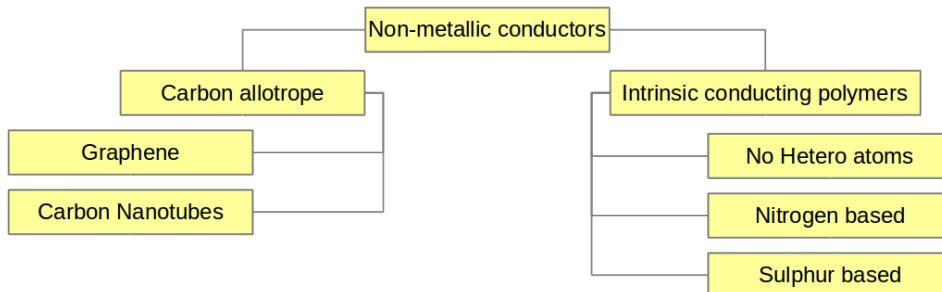 Non-metallic conductors
Carbon allotrope
Intrinsic conducting polymers
Graphene
No Hetero atoms
Carbon Nanotubes
Nitrogen based
Sulphur based